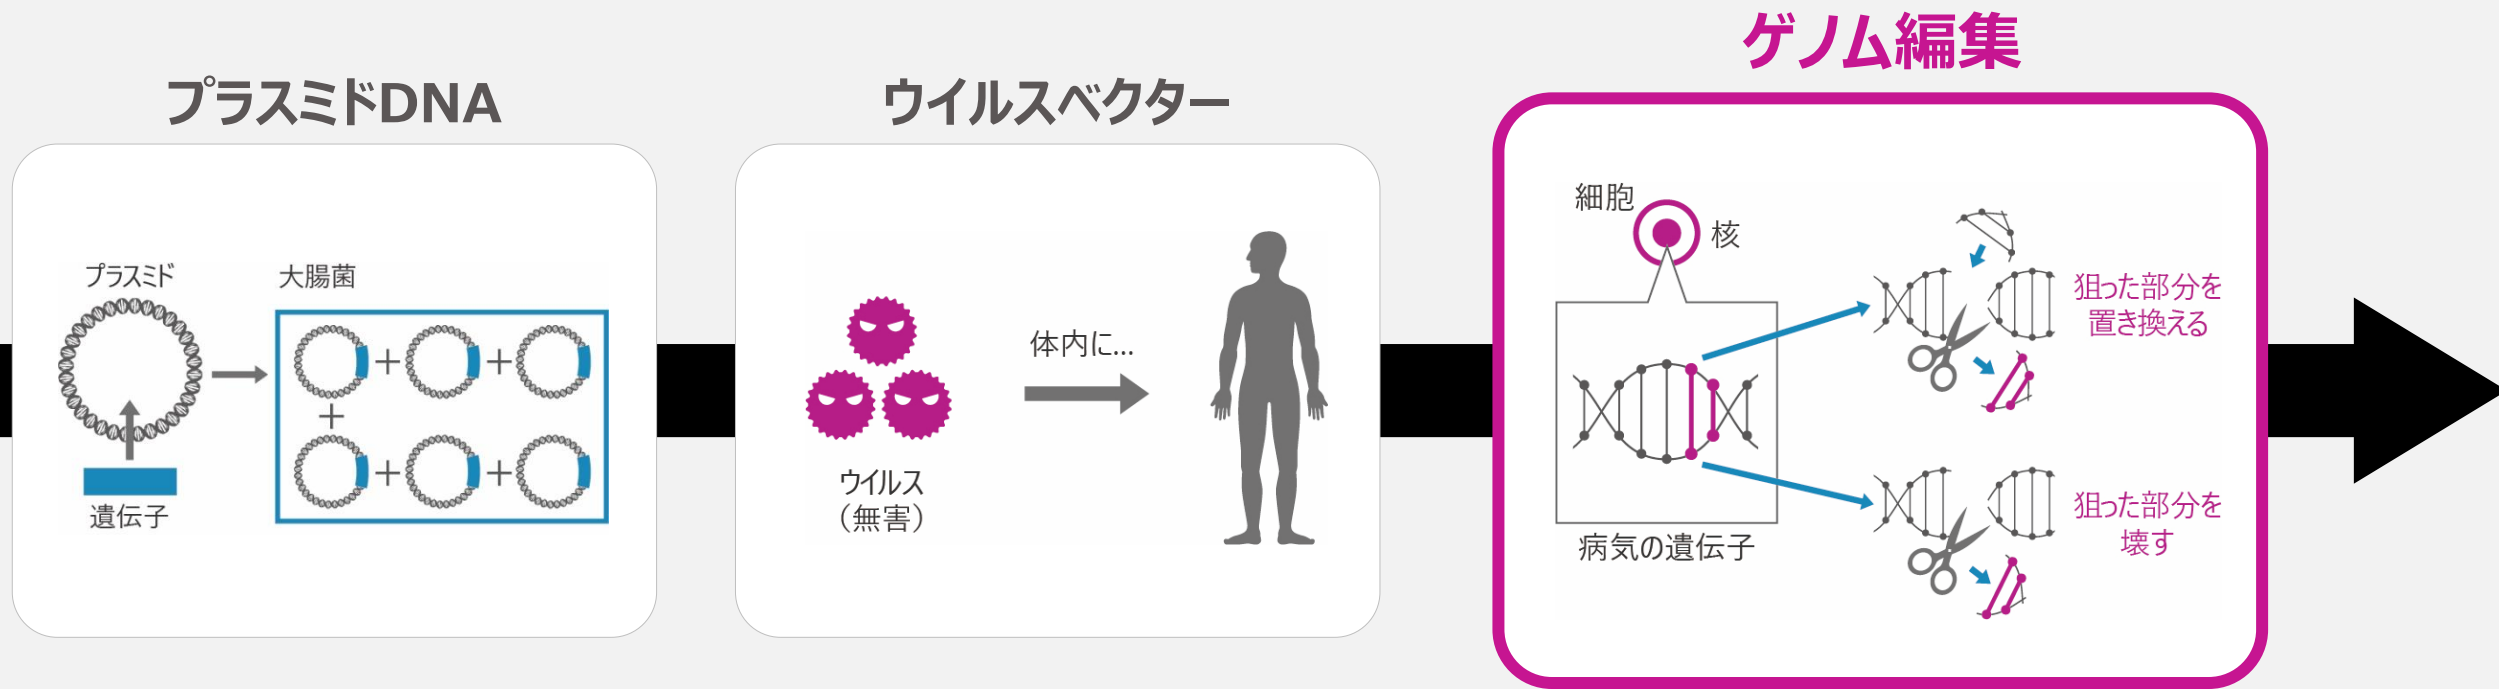 プラスミドDNA
プラスミド
大腸菌
遺伝子
ウイルスベクター
体内に...
ウイルス
（無害）
ゲノム編集
細胞
核
病気の遺伝子
狙った部分を
置き換える
狙った部分を
壊す